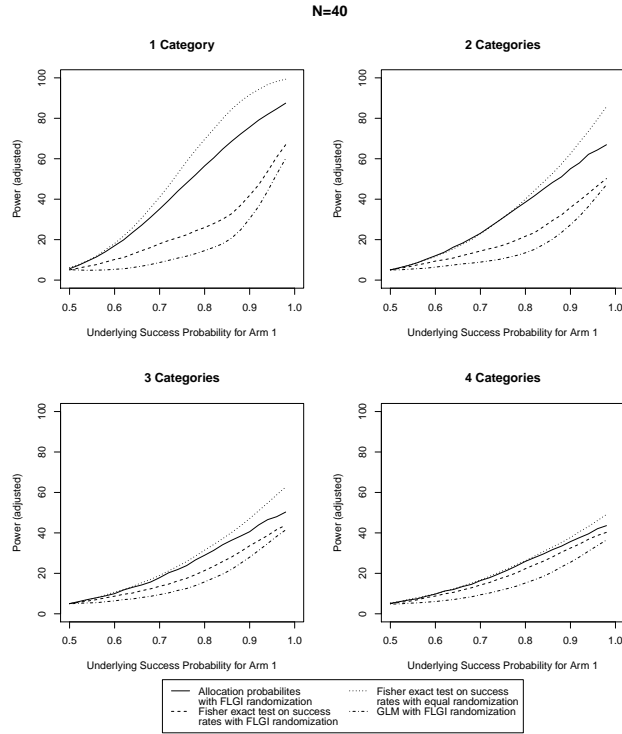 N=40
1 Category
2 Categories
Power (adjusted)
0 20 40 60 80 100
0.5 0.6 0.7 0.8 0.9 1.0
Underlying Success Probability for Arm 1
Power (adjusted)
0 20 40 60 80 100
0.5 0.6 0.7 0.8 0.9 1.0
Underlying Success Probability for Arm 1
3 Categories
4 Categories
Power (adjusted)
0 20 40 60 80 100
0.5 0.6 0.7 0.8 0.9 1.0
Underlying Success Probability for Arm 1
Power (adjusted)
0 20 40 60 80 100
0.5 0.6 0.7 0.8 0.9 1.0
Underlying Success Probability for Arm 1
Allocation probabilites
with FLGI randomization
Fisher exact test on success
rates with FLGI randomization
Fisher exact test on success
rates with equal randomization
GLM with FLGI randomization